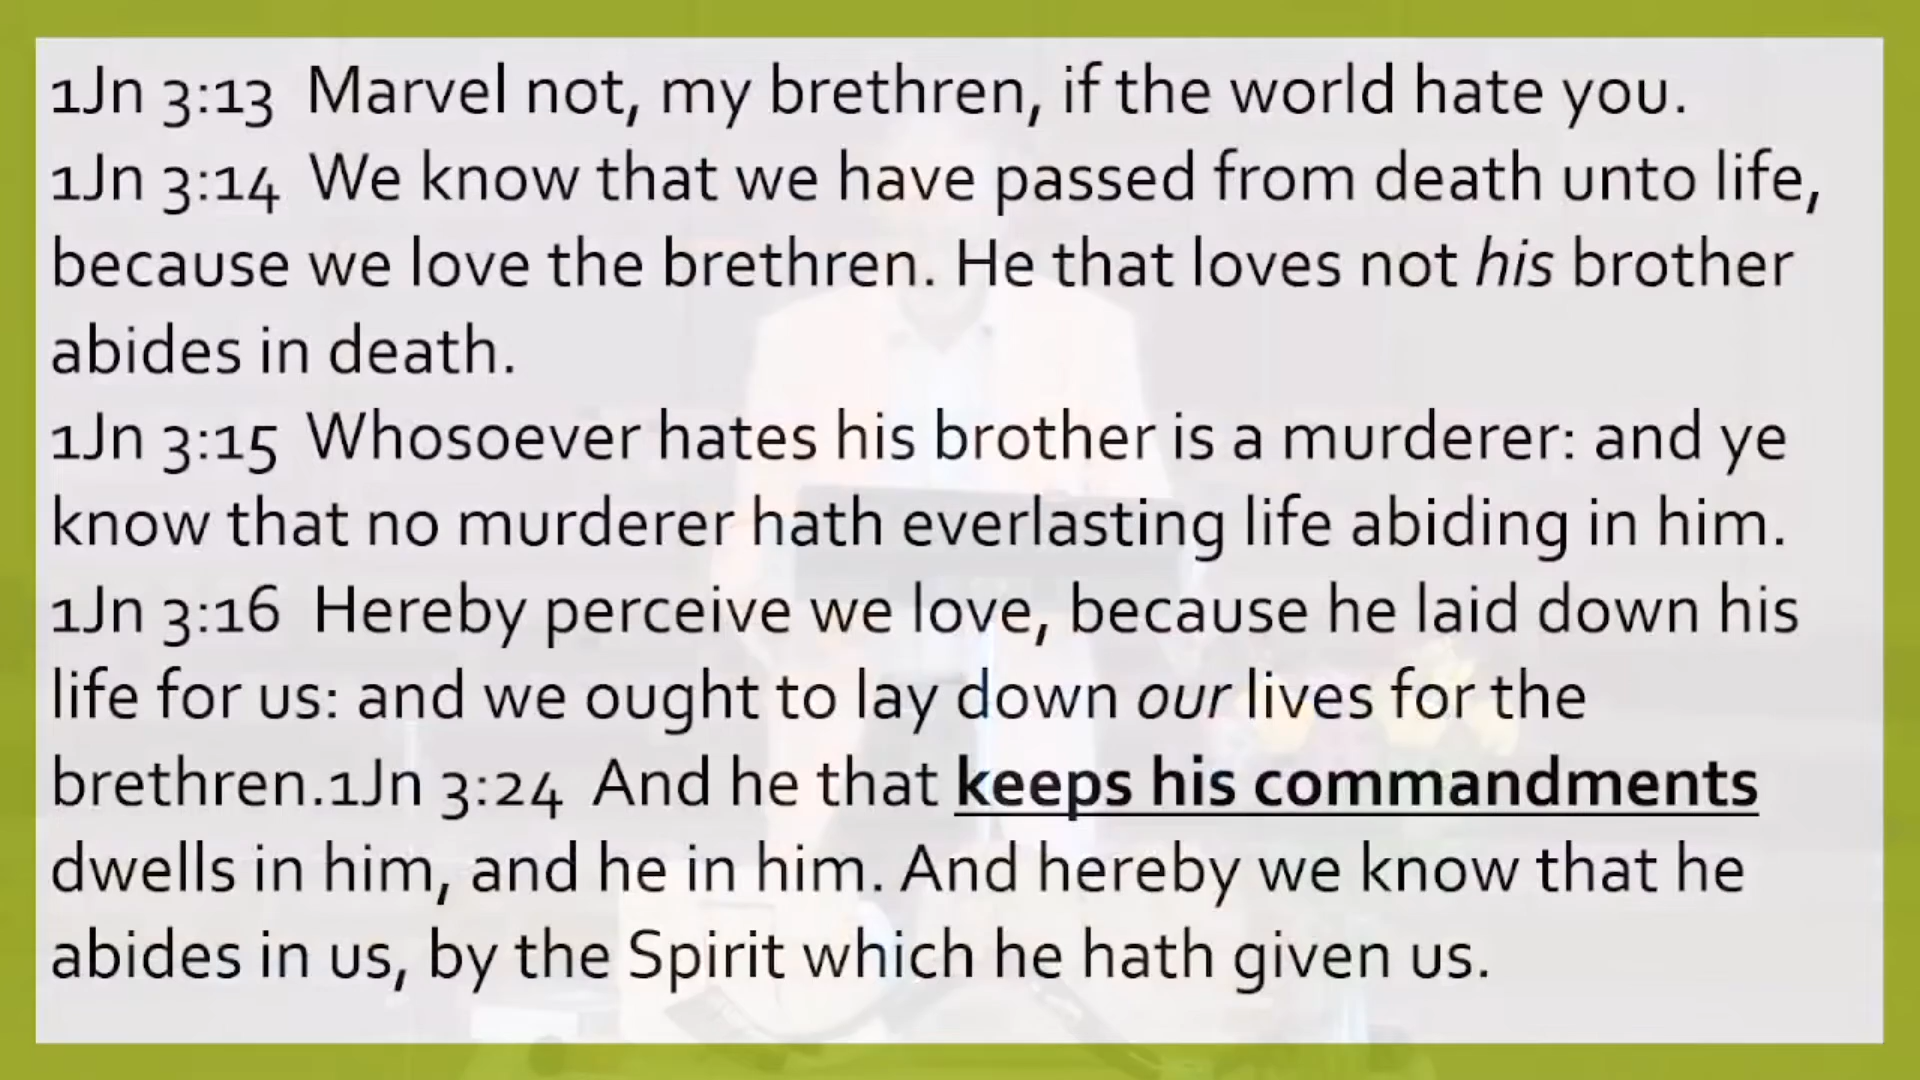 1Jn 3:13  Marvel not, my brethren, if the world hate you.
1Jn 3:14  We know that we have passed from death unto life,
because we love the brethren. He that loves not his brother
abides in death.
1Jn 3:15  Whosoever hates his brother is a murderer: and ye
know that no murderer hath everlasting life abiding in him.
1Jn 3:16  Hereby perceive we love, because he laid down his
life for us: and we ought to lay down our lives for the
brethren.1Jn 3:24  And he that keeps his commandments
dwells in him, and he in him. And hereby we know that he
abides in us, by the Spirit which he hath given us.